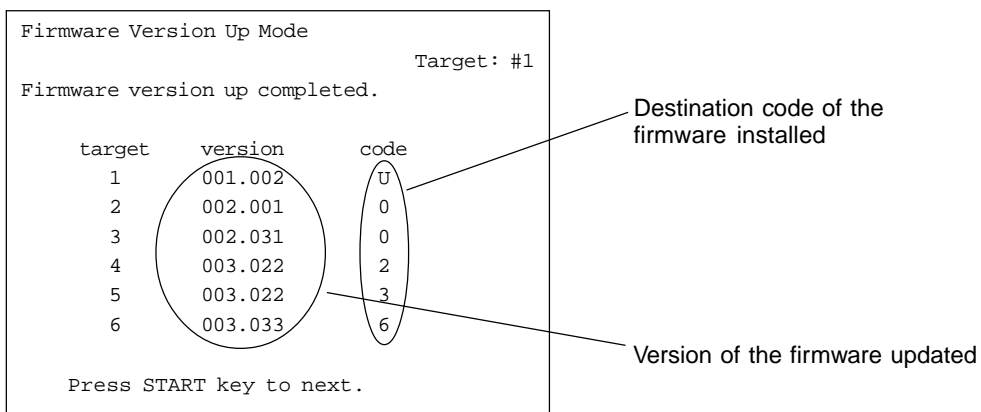 Firmware Version Up Mode
Target: #1
Firmware version up completed.
target version code
1 001.002 U
2 002.001 0
3 002.031 0
4 003.022 2
5 003.022 3
6 003.033 6
Press START key to next.
Destination code of the
firmware installed
Version of the firmware updated